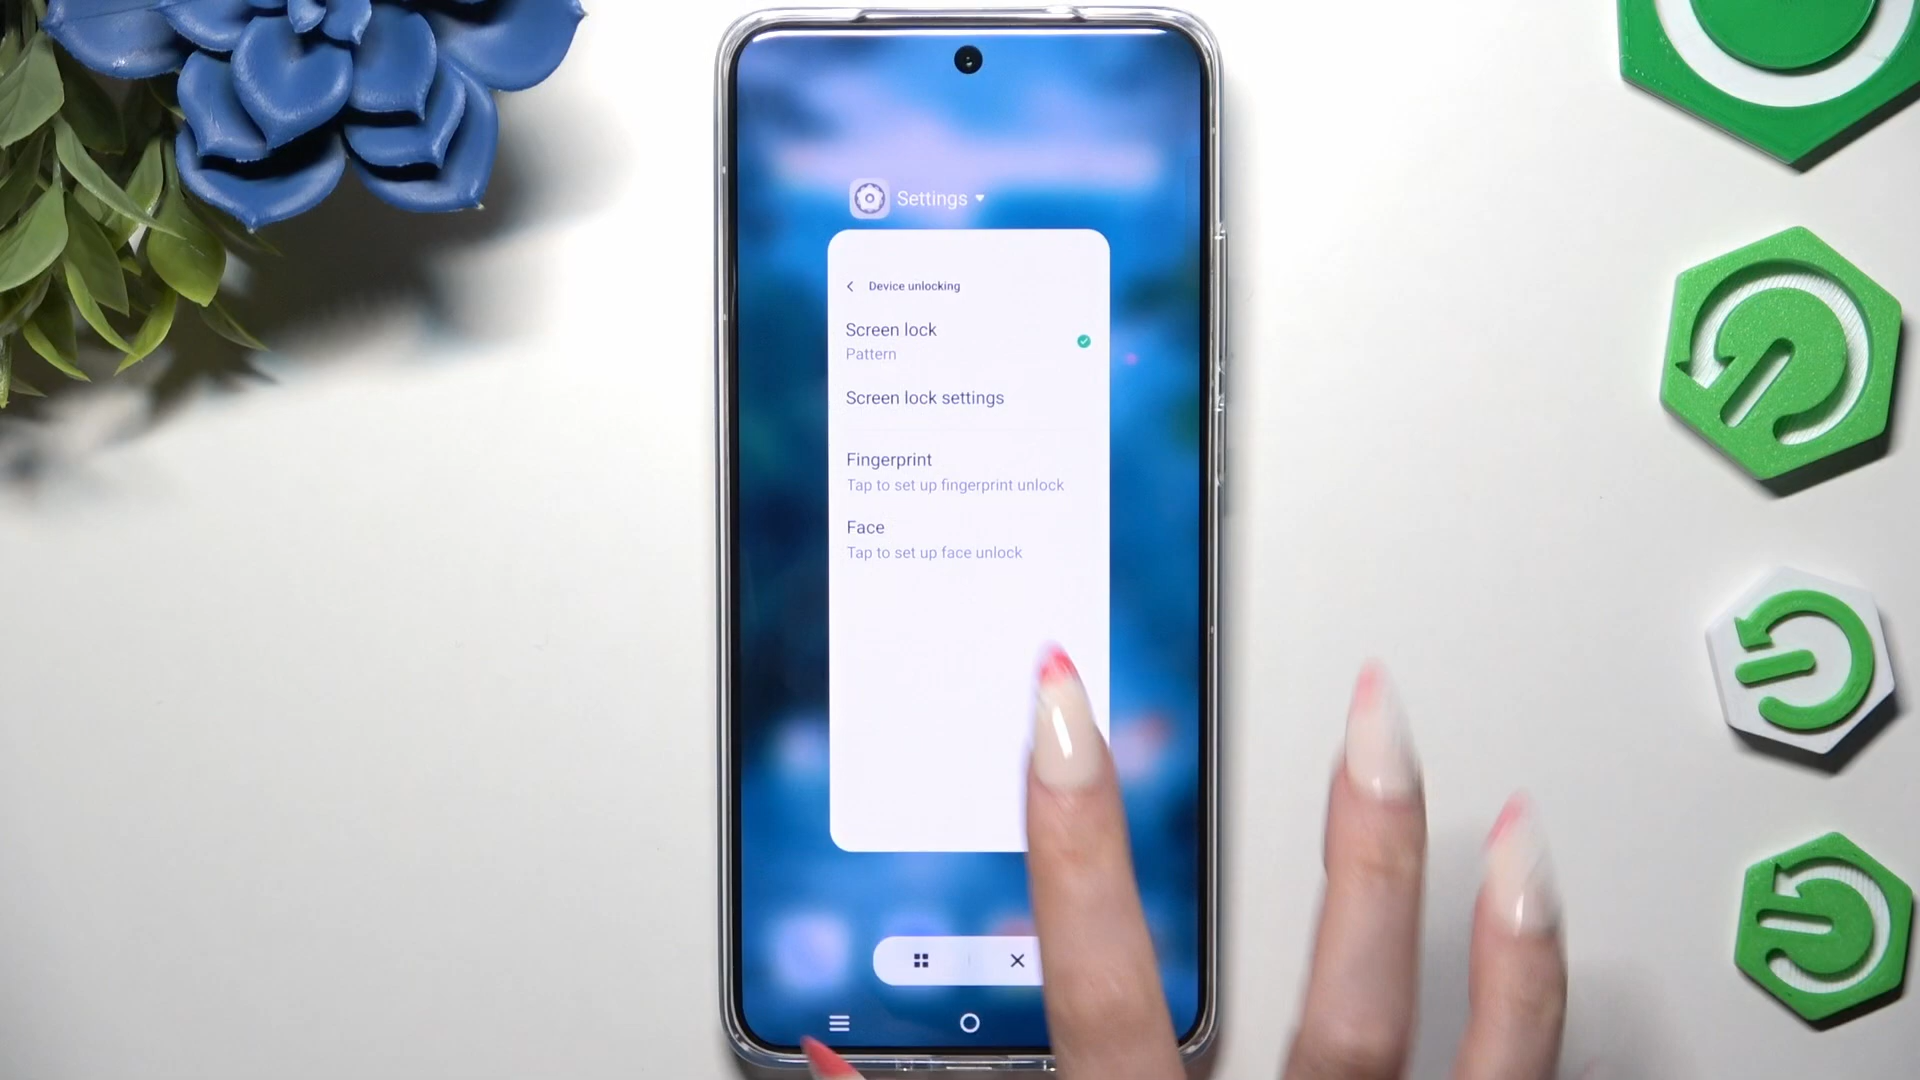 Settings
Device unlocking
Screen lock
Pattern
Screen lock settings
Fingerprint
Tap to set up fingerprint unlock
Face
Tap to set up face unlock